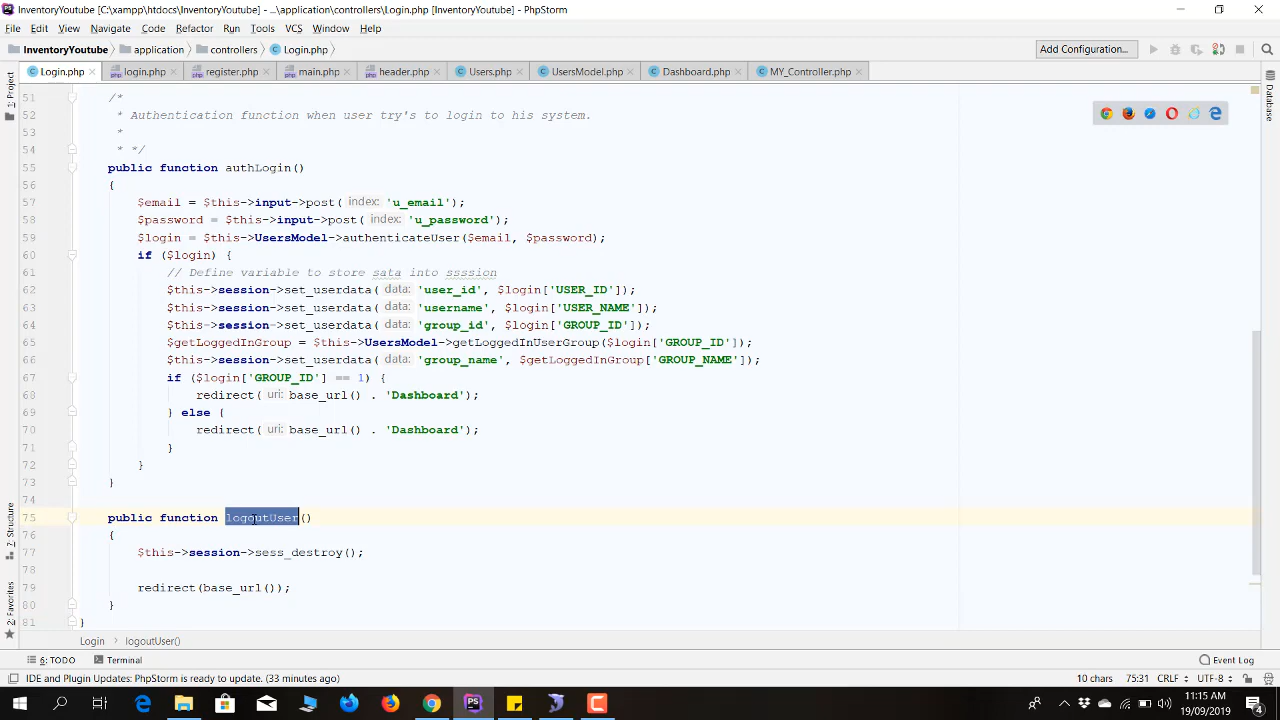 InventoryYoutube [C:\xampp\htdocs\InventoryYoutube] - ...\application\controllers\Login.php [InventoryYoutube] - PhpStorm
File Edit View Navigate Code Refactor Run Tools VCS Window Help
InventoryYoutube application controllers Login.php Add Configuration...
Login.php login.php register.php main.php header.php Users.php UsersModel.php Dashboard.php MY_Controller.php
1: Project
Database
7: Structure
2: Favorites
51 /*
52 * Authentication function when user try's to login to his system.
53 *
54 * */
55 public function authLogin()
56 {
57 $email = $this->input->post( index: 'u_email');
58 $password = $this->input->post( index: 'u_password');
59 $login = $this->UsersModel->authenticateUser($email, $password);
60 if ($login) {
61 // Define variable to store sata into ssssion
62 $this->session->set_userdata( data: 'user_id', $login['USER_ID']);
63 $this->session->set_userdata( data: 'username', $login['USER_NAME']);
64 $this->session->set_userdata( data: 'group_id', $login['GROUP_ID']);
65 $getLoggedInGroup = $this->UsersModel->getLoggedInUserGroup($login['GROUP_ID']);
66 $this->session->set_userdata( data: 'group_name', $getLoggedInGroup['GROUP_NAME']);
67 if ($login['GROUP_ID'] == 1) {
68 redirect( uri: base_url() . 'Dashboard');
69 } else {
70 redirect( uri: base_url() . 'Dashboard');
71 }
72 }
73 }
74
75 public function logoutUser()
76 {
77 $this->session->sess_destroy();
78
79 redirect(base_url());
80 }
81 }
Login › logoutUser()
6: TODO Terminal Event Log
IDE and Plugin Updates: PhpStorm is ready to update. (33 minutes ago) 10 chars 75:31 CRLF UTF-8
PS
11:15 AM
19/09/2019
4